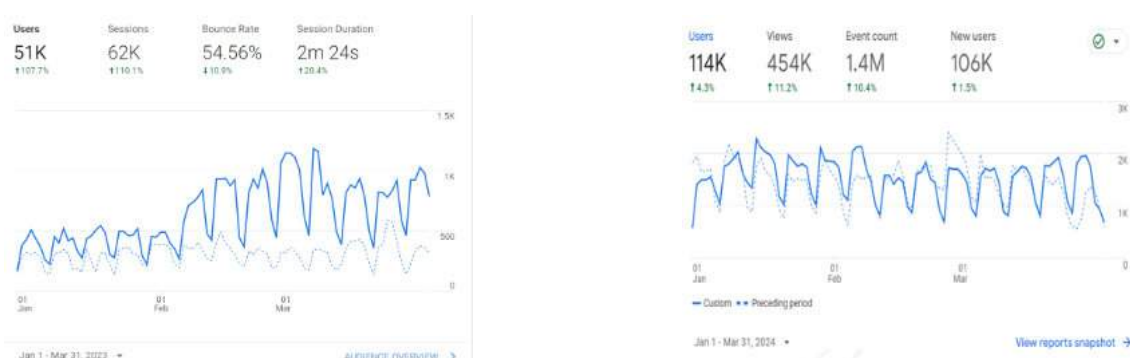 Users Sessions Bounce Rate Session Duration
51K 62K 54.56% 2m 24s
↑107.7% ↑110.1% ↓10.9% ↑20.4%
1.5K
1K
500
0
01 01 01
Jan Feb Mar
Jan 1 - Mar 31, 2023 AUDIENCE OVERVIEW >
Users Views Event count New users
114K 454K 1.4M 106K
↑4.3% ↑11.2% ↑10.4% ↑1.5%
3K
2K
1K
0
01 01 01
Jan Feb Mar
Custom Preceding period
Jan 1 - Mar 31, 2024 View reports snapshot →